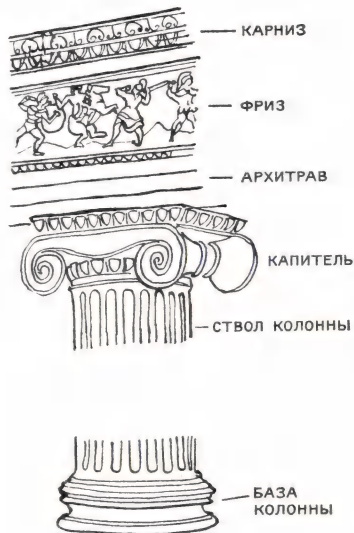 КАРНИЗ
ФРИЗ
АРХИТРАВ
КАПИТЕЛЬ
СТВОЛ КОЛОННЫ
БАЗА
КОЛОННЫ